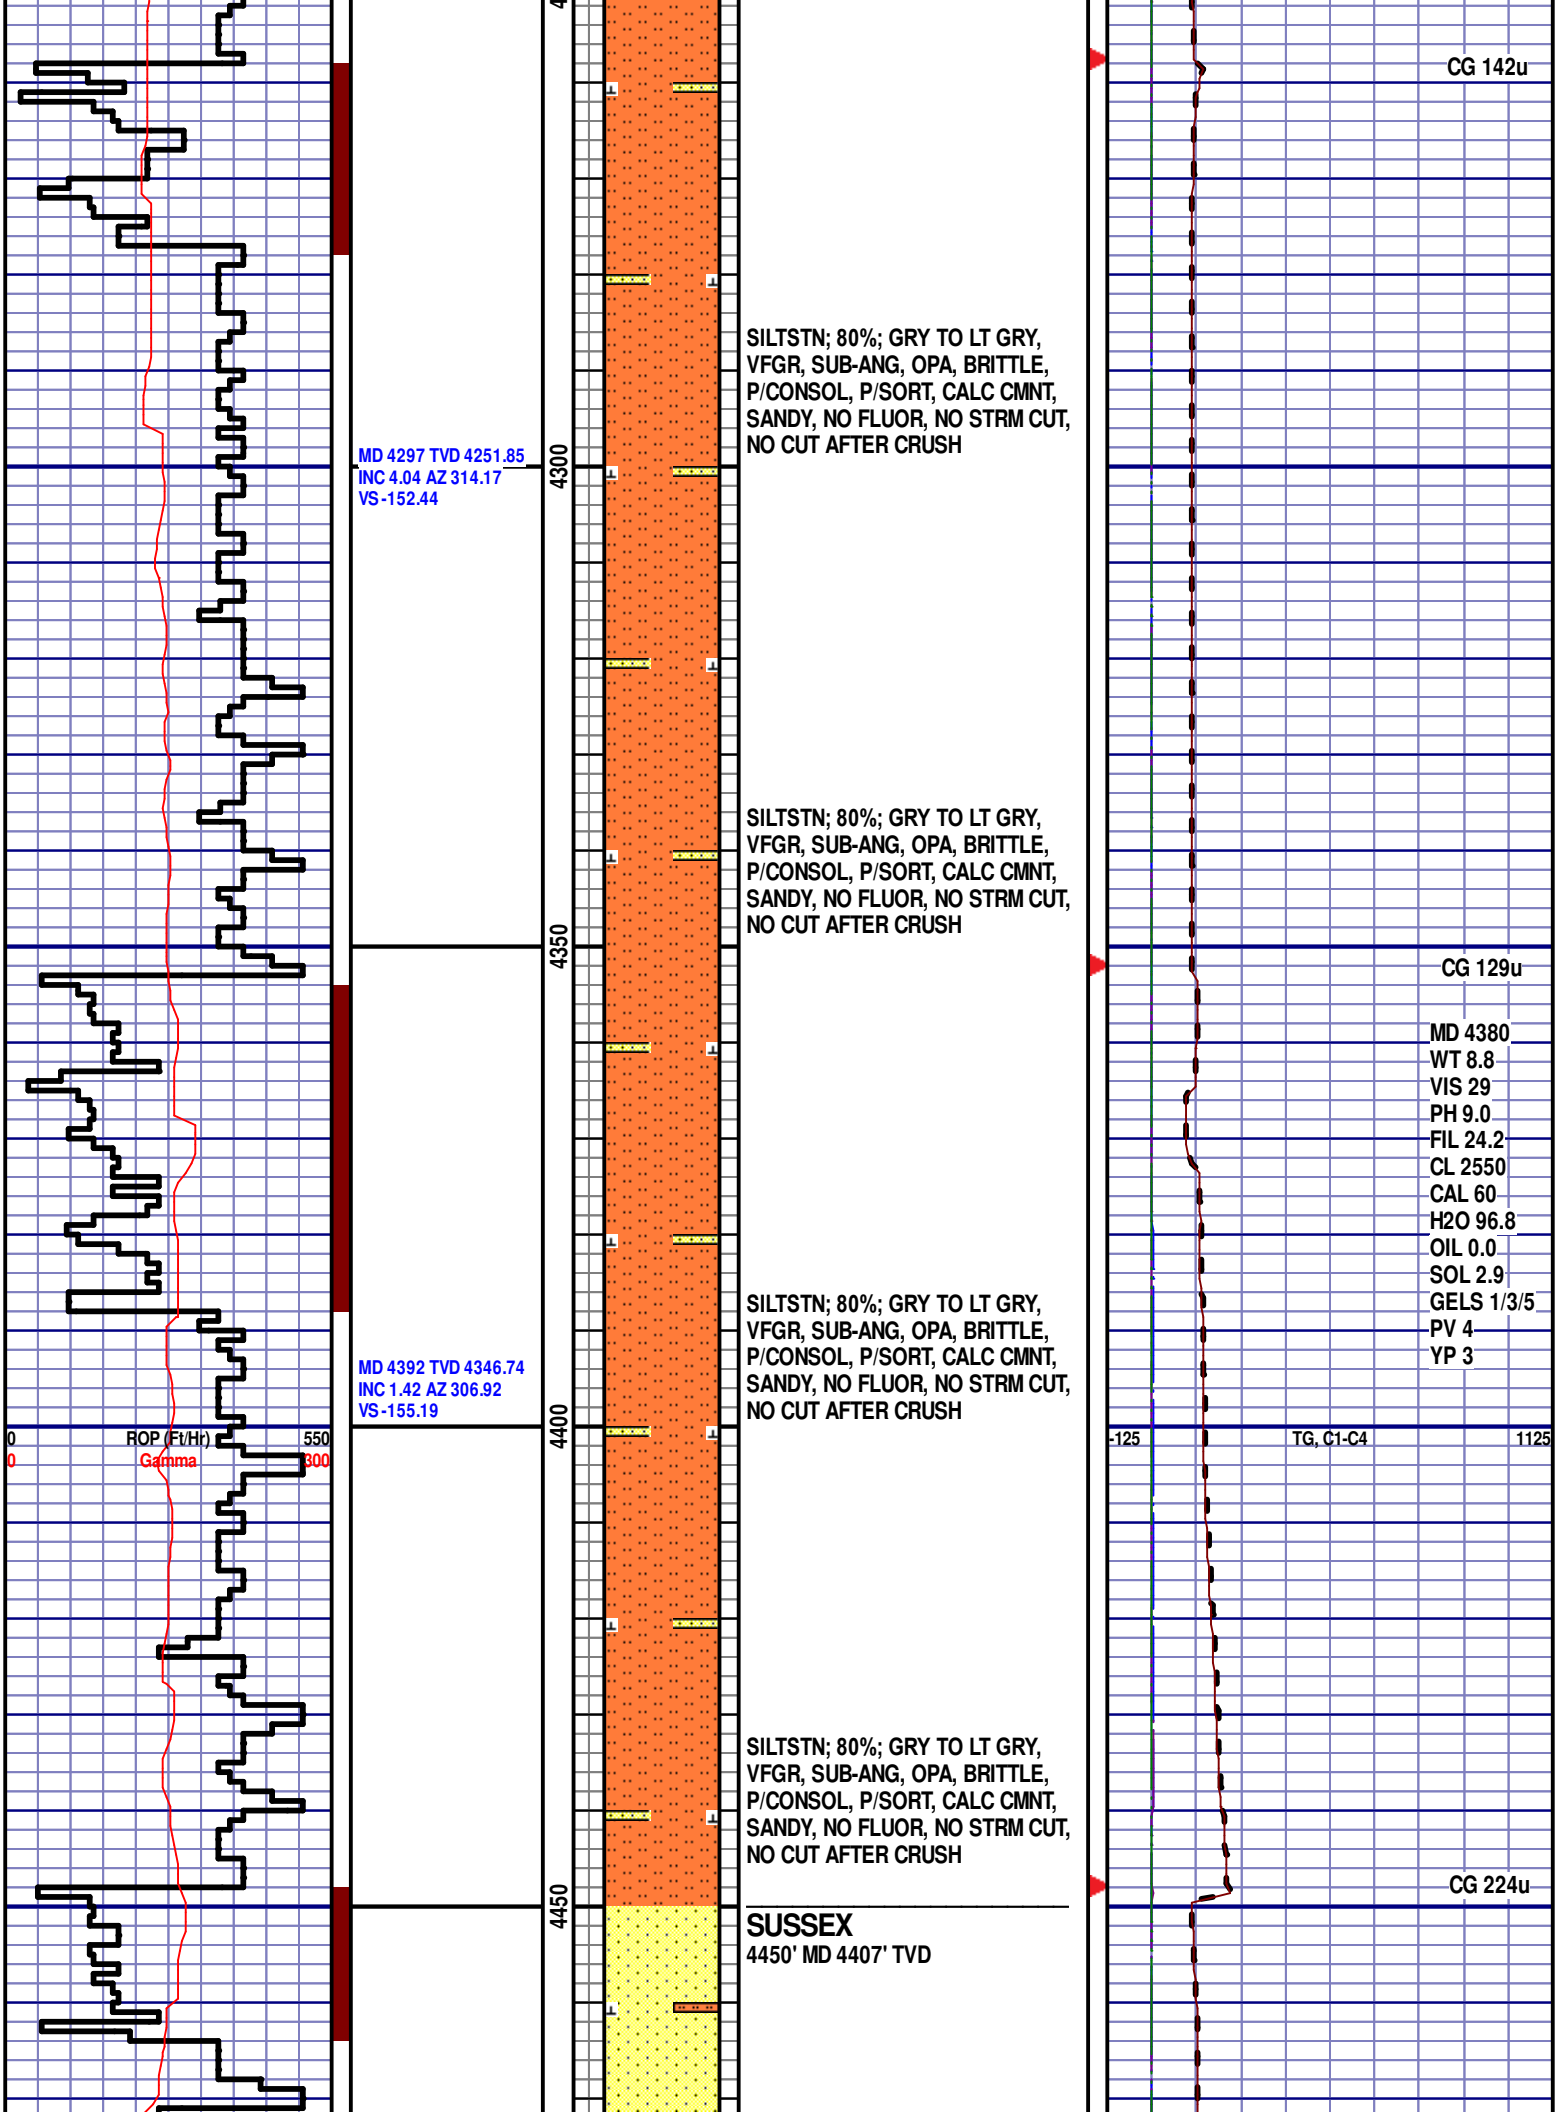 CG 142u
SILTSTN; 80%; GRY TO LT GRY,
VFGR, SUB-ANG, OPA, BRITTLE,
P/CONSOL, P/SORT, CALC CMNT,
SANDY, NO FLUOR, NO STRM CUT,
NO CUT AFTER CRUSH
MD 4297 TVD 4251.85
INC 4.04 AZ 314.17
VS -152.44
4300
SILTSTN; 80%; GRY TO LT GRY,
VFGR, SUB-ANG, OPA, BRITTLE,
P/CONSOL, P/SORT, CALC CMNT,
SANDY, NO FLUOR, NO STRM CUT,
NO CUT AFTER CRUSH
4350
CG 129u
MD 4380
WT 8.8
VIS 29
PH 9.0
FIL 24.2
CL 2550
CAL 60
H2O 96.8
OIL 0.0
SOL 2.9
GELS 1/3/5
PV 4
YP 3
SILTSTN; 80%; GRY TO LT GRY,
VFGR, SUB-ANG, OPA, BRITTLE,
P/CONSOL, P/SORT, CALC CMNT,
SANDY, NO FLUOR, NO STRM CUT,
NO CUT AFTER CRUSH
MD 4392 TVD 4346.74
INC 1.42 AZ 306.92
VS -155.19
4400
0 ROP (Ft/Hr) 550
0 Gamma 300
-125 TG, C1-C4 1125
SILTSTN; 80%; GRY TO LT GRY,
VFGR, SUB-ANG, OPA, BRITTLE,
P/CONSOL, P/SORT, CALC CMNT,
SANDY, NO FLUOR, NO STRM CUT,
NO CUT AFTER CRUSH
CG 224u
4450
SUSSEX
4450' MD 4407' TVD